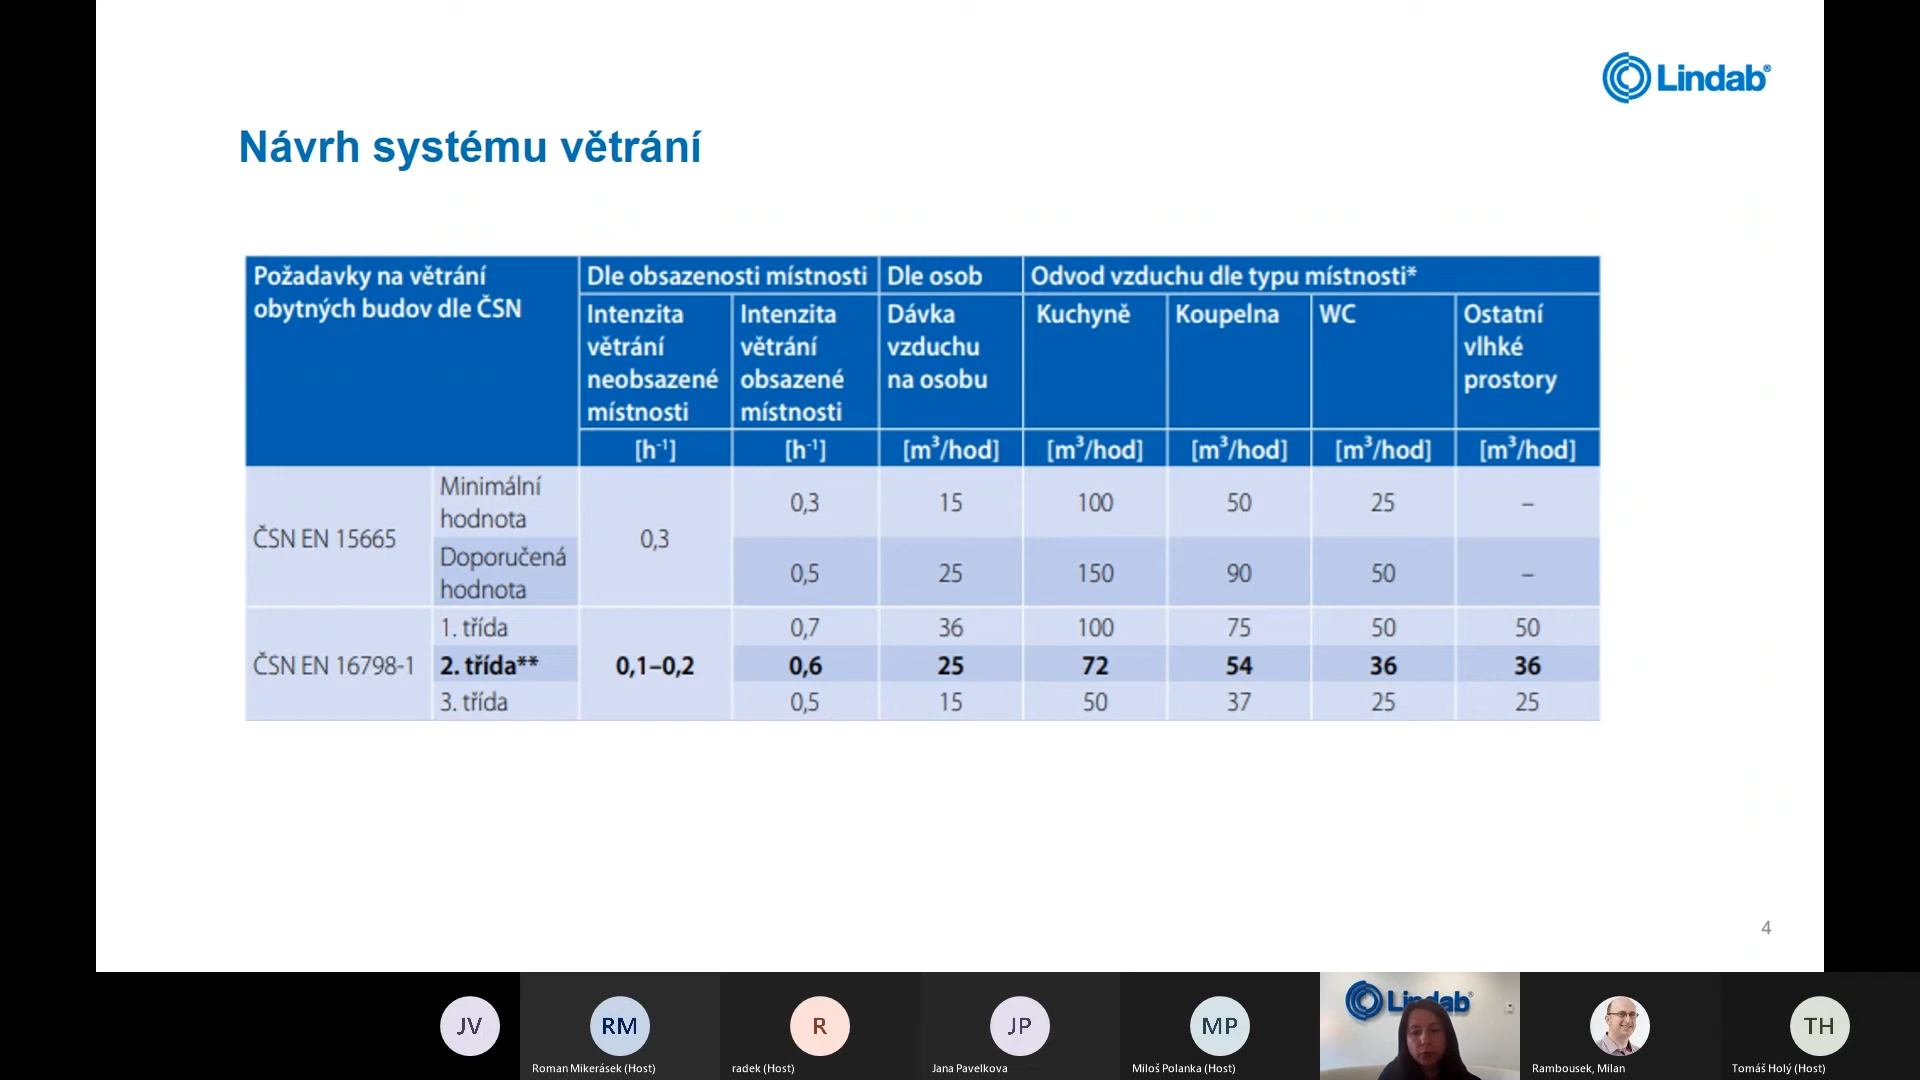 Lindab®
Návrh systému větrání
Požadavky na větrání
obytných budov dle ČSN
Dle obsazenosti místnosti
Dle osob
Odvod vzduchu dle typu místnosti*
Intenzita
větrání
neobsazené
místnosti
Intenzita
větrání
obsazené
místnosti
Dávka
vzduchu
na osobu
Kuchyně
Koupelna
WC
Ostatní
vlhké
prostory
[h⁻¹]
[h⁻¹]
[m³/hod]
[m³/hod]
[m³/hod]
[m³/hod]
[m³/hod]
ČSN EN 15665
Minimální
hodnota
0,3
0,3
15
100
50
25
–
Doporučená
hodnota
0,5
25
150
90
50
–
ČSN EN 16798-1
1. třída
0,1–0,2
0,7
36
100
75
50
50
2. třída**
0,6
25
72
54
36
36
3. třída
0,5
15
50
37
25
25
4
JV
RM
Roman Mikerásek (Host)
R
radek (Host)
JP
Jana Pavelkova
MP
Miloš Polanka (Host)
Lindab®
Rambousek, Milan
TH
Tomáš Holý (Host)